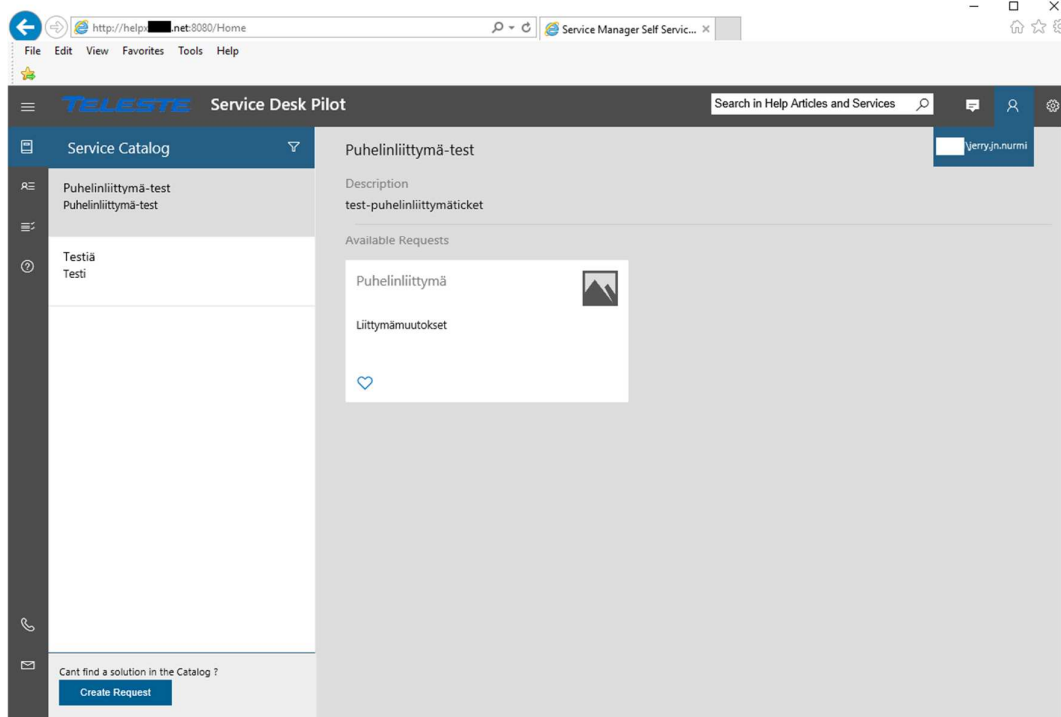 http://helpx .net:8080/Home
Service Manager Self Servic...
File Edit View Favorites Tools Help
TELESTE Service Desk Pilot
Search in Help Articles and Services
\jerry.jn.nurmi
Service Catalog
Puhelinliittymä-test
Puhelinliittymä-test
Testiä
Testi
Puhelinliittymä-test
Description
test-puhelinliittymäticket
Available Requests
Puhelinliittymä
Liittymämuutokset
Cant find a solution in the Catalog ?
Create Request